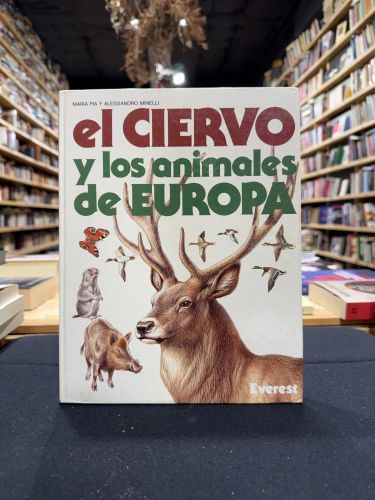 MARIA PIA Y ALESSANDRO MINELLI
el CIERVO
y los animales
de EUROPA
Everest